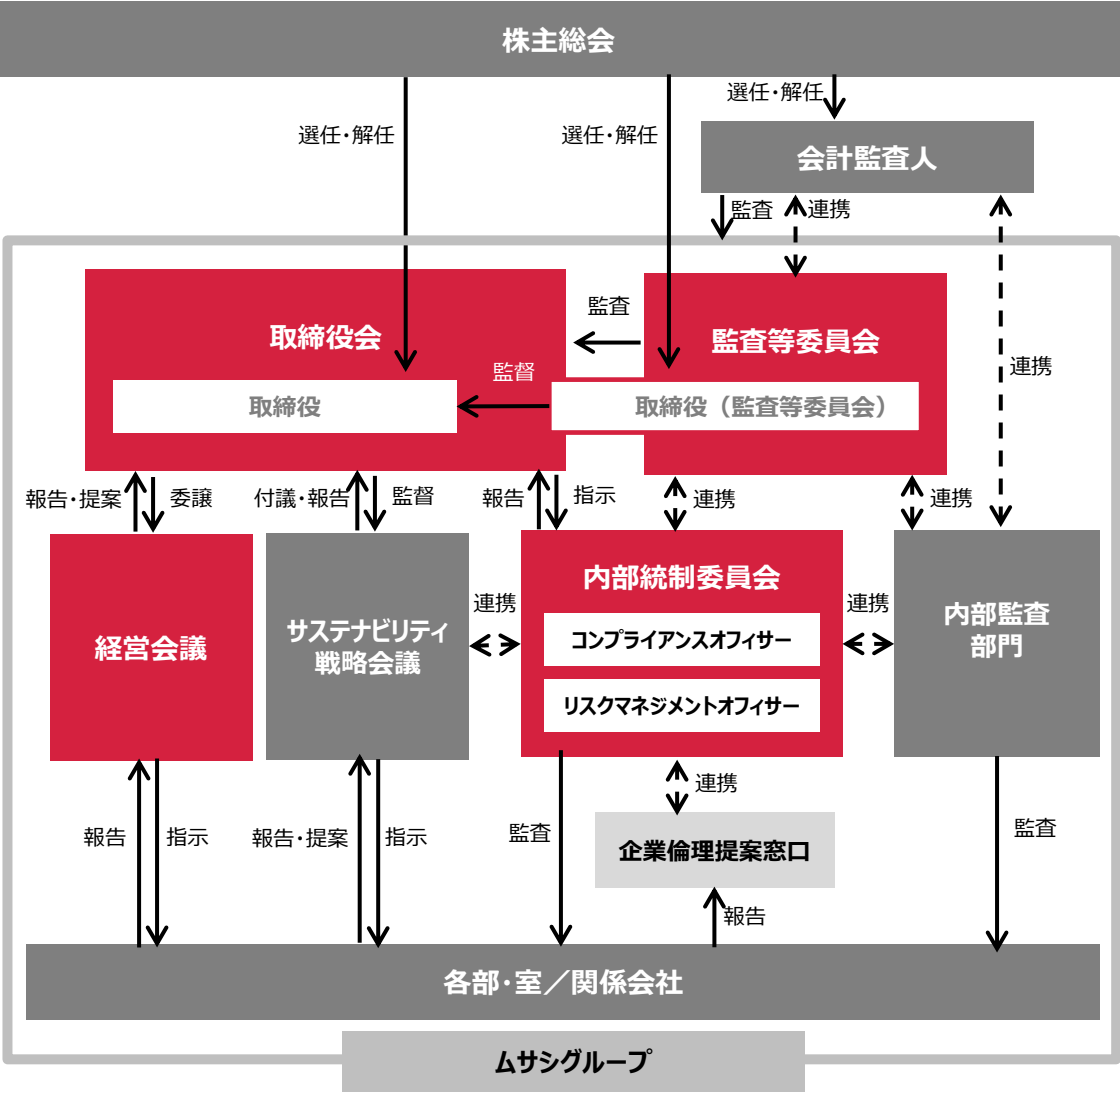 株主総会
選任・解任
選任・解任
選任・解任
会計監査人
監査
連携
連携
取締役会
監査
監査等委員会
監督
取締役
取締役（監査等委員会）
報告・提案
委譲
付議・報告
監督
報告
指示
連携
連携
経営会議
サステナビリティ
戦略会議
連携
内部統制委員会
コンプライアンスオフィサー
リスクマネジメントオフィサー
連携
内部監査
部門
報告
指示
報告・提案
指示
監査
連携
企業倫理提案窓口
報告
監査
各部・室／関係会社
ムサシグループ